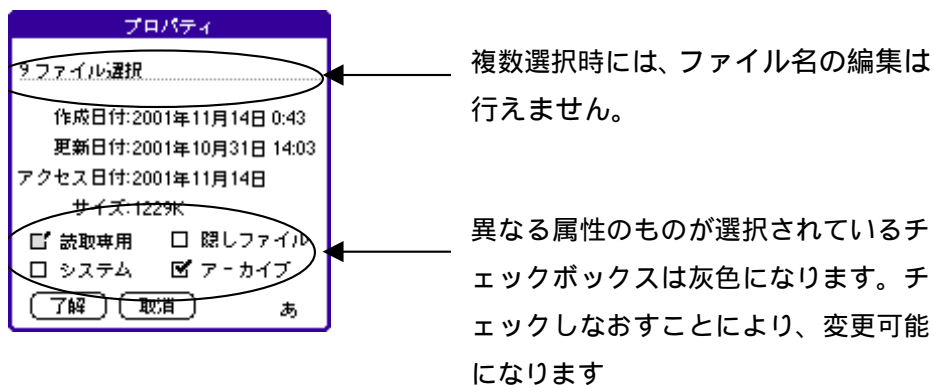 プロパティ
9 ファイル選択
作成日付:2001年11月14日 0:43
更新日付:2001年10月31日 14:03
アクセス日付:2001年11月14日
サイズ:1229K
読取専用 隠しファイル
システム アーカイブ
了解 取消 あ
複数選択時には、ファイル名の編集は
行えません。
異なる属性のものが選択されているチ
ェックボックスは灰色になります。チ
ェックしなおすことにより、変更可能
になります